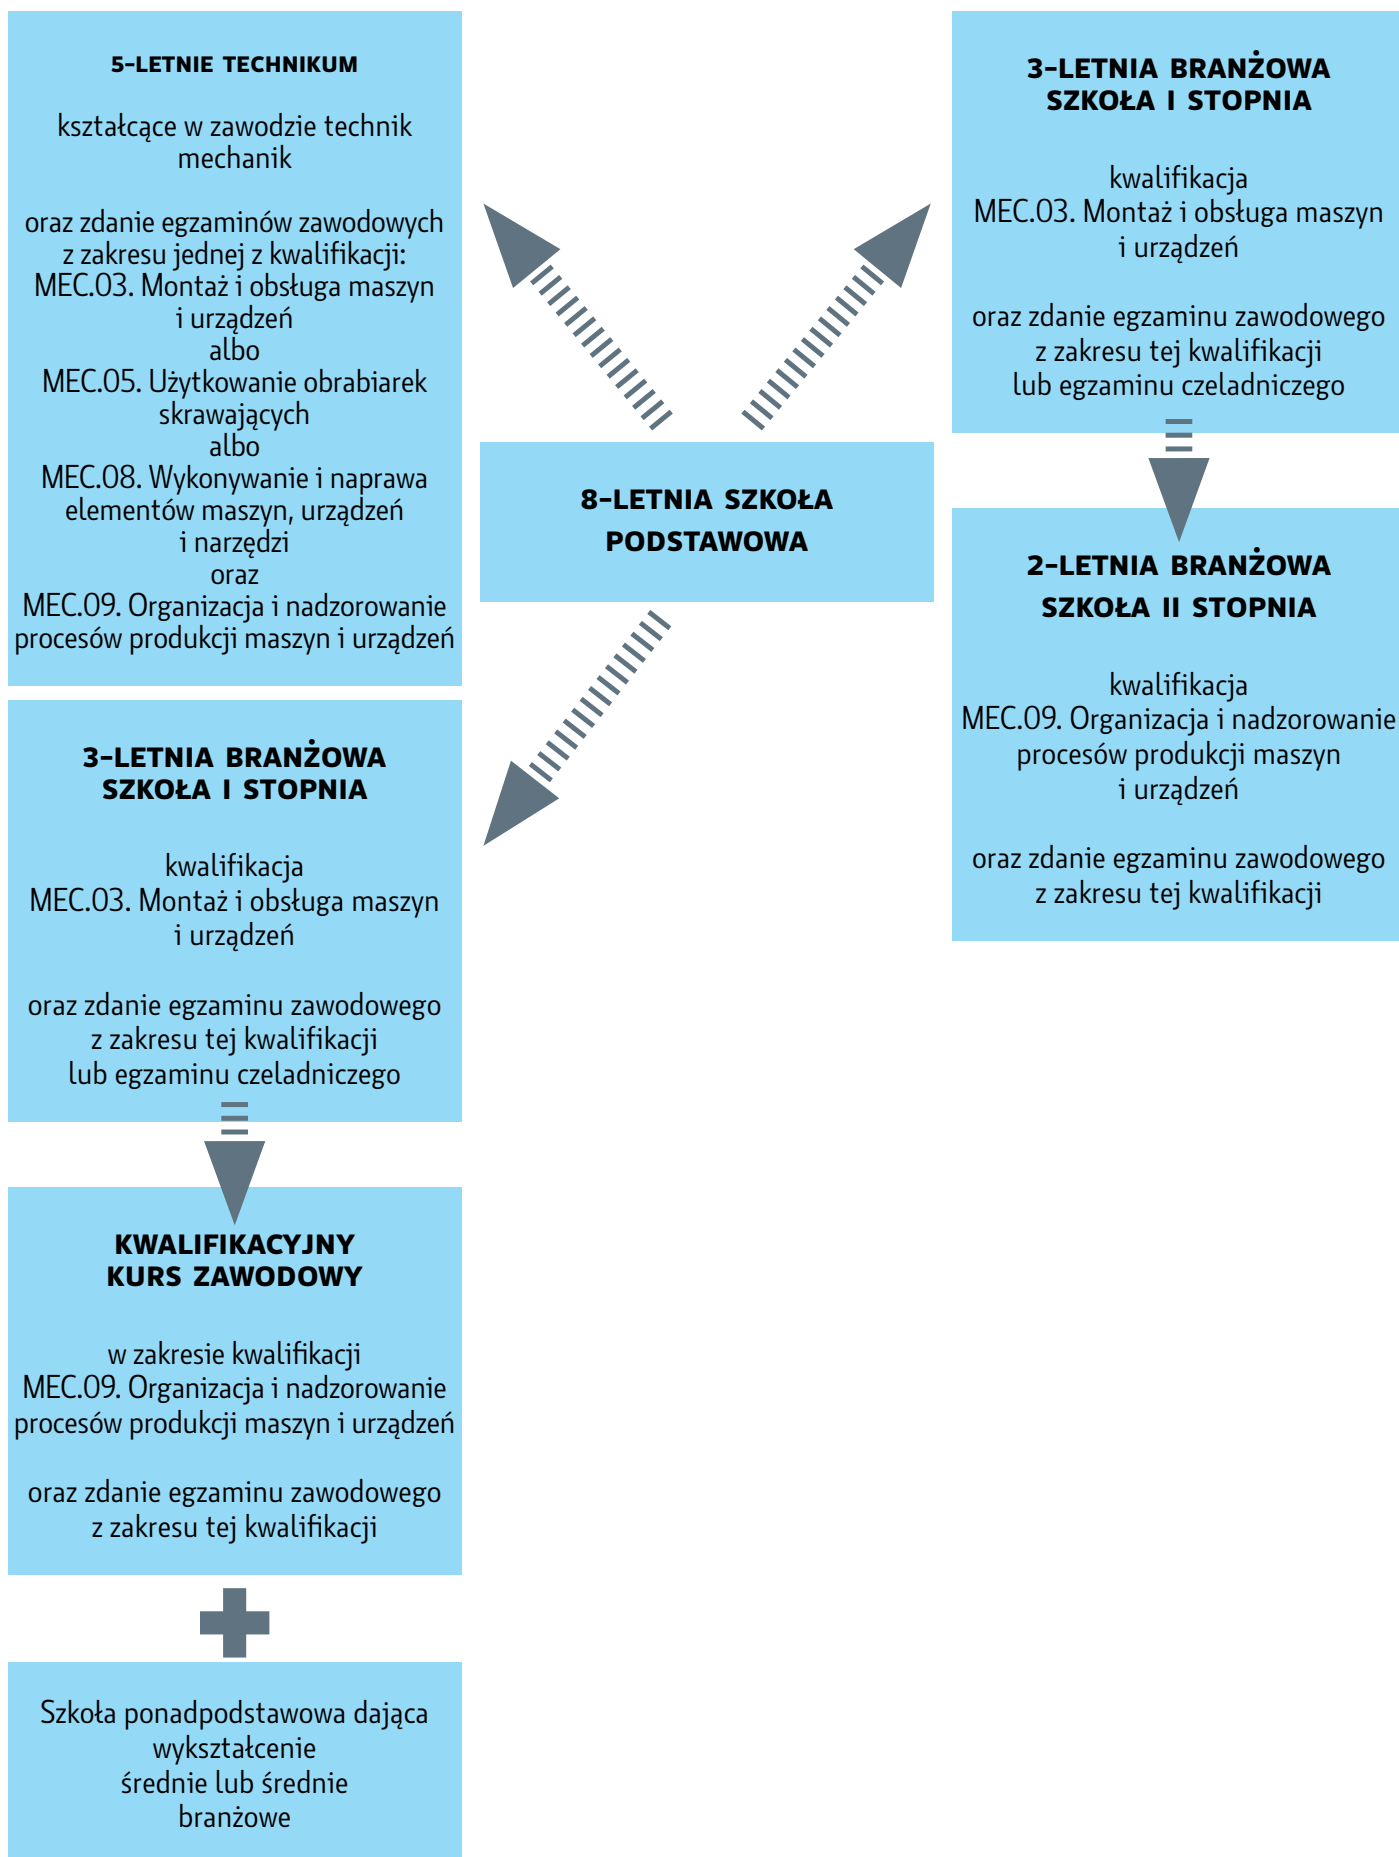 5-LETNIE TECHNIKUM
kształcące w zawodzie technik
mechanik
oraz zdanie egzaminów zawodowych
z zakresu jednej z kwalifikacji:
MEC.03. Montaż i obsługa maszyn
i urządzeń
albo
MEC.05. Użytkowanie obrabiarek
skrawających
albo
MEC.08. Wykonywanie i naprawa
elementów maszyn, urządzeń
i narzędzi
oraz
MEC.09. Organizacja i nadzorowanie
procesów produkcji maszyn i urządzeń
3-LETNIA BRANŻOWA
SZKOŁA I STOPNIA
kwalifikacja
MEC.03. Montaż i obsługa maszyn
i urządzeń
oraz zdanie egzaminu zawodowego
z zakresu tej kwalifikacji
lub egzaminu czeladniczego
8-LETNIA SZKOŁA
PODSTAWOWA
2-LETNIA BRANŻOWA
SZKOŁA II STOPNIA
kwalifikacja
MEC.09. Organizacja i nadzorowanie
procesów produkcji maszyn
i urządzeń
oraz zdanie egzaminu zawodowego
z zakresu tej kwalifikacji
3-LETNIA BRANŻOWA
SZKOŁA I STOPNIA
kwalifikacja
MEC.03. Montaż i obsługa maszyn
i urządzeń
oraz zdanie egzaminu zawodowego
z zakresu tej kwalifikacji
lub egzaminu czeladniczego
KWALIFIKACYJNY
KURS ZAWODOWY
w zakresie kwalifikacji
MEC.09. Organizacja i nadzorowanie
procesów produkcji maszyn i urządzeń
oraz zdanie egzaminu zawodowego
z zakresu tej kwalifikacji
Szkoła ponadpodstawowa dająca
wykształcenie
średnie lub średnie
branżowe